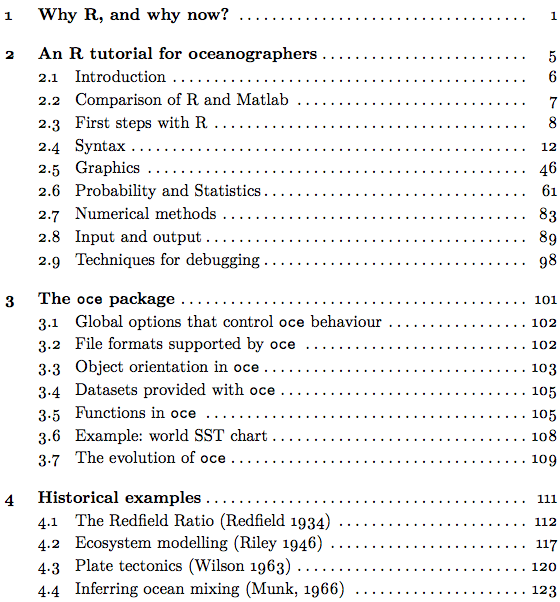 1 Why R, and why now? 1
2 An R tutorial for oceanographers 5
2.1 Introduction 6
2.2 Comparison of R and Matlab 7
2.3 First steps with R 8
2.4 Syntax 12
2.5 Graphics 46
2.6 Probability and Statistics 61
2.7 Numerical methods 83
2.8 Input and output 89
2.9 Techniques for debugging 98
3 The oce package 101
3.1 Global options that control oce behaviour 102
3.2 File formats supported by oce 102
3.3 Object orientation in oce 103
3.4 Datasets provided with oce 105
3.5 Functions in oce 105
3.6 Example: world SST chart 108
3.7 The evolution of oce 109
4 Historical examples 111
4.1 The Redfield Ratio (Redfield 1934) 112
4.2 Ecosystem modelling (Riley 1946) 117
4.3 Plate tectonics (Wilson 1963) 120
4.4 Inferring ocean mixing (Munk, 1966) 123